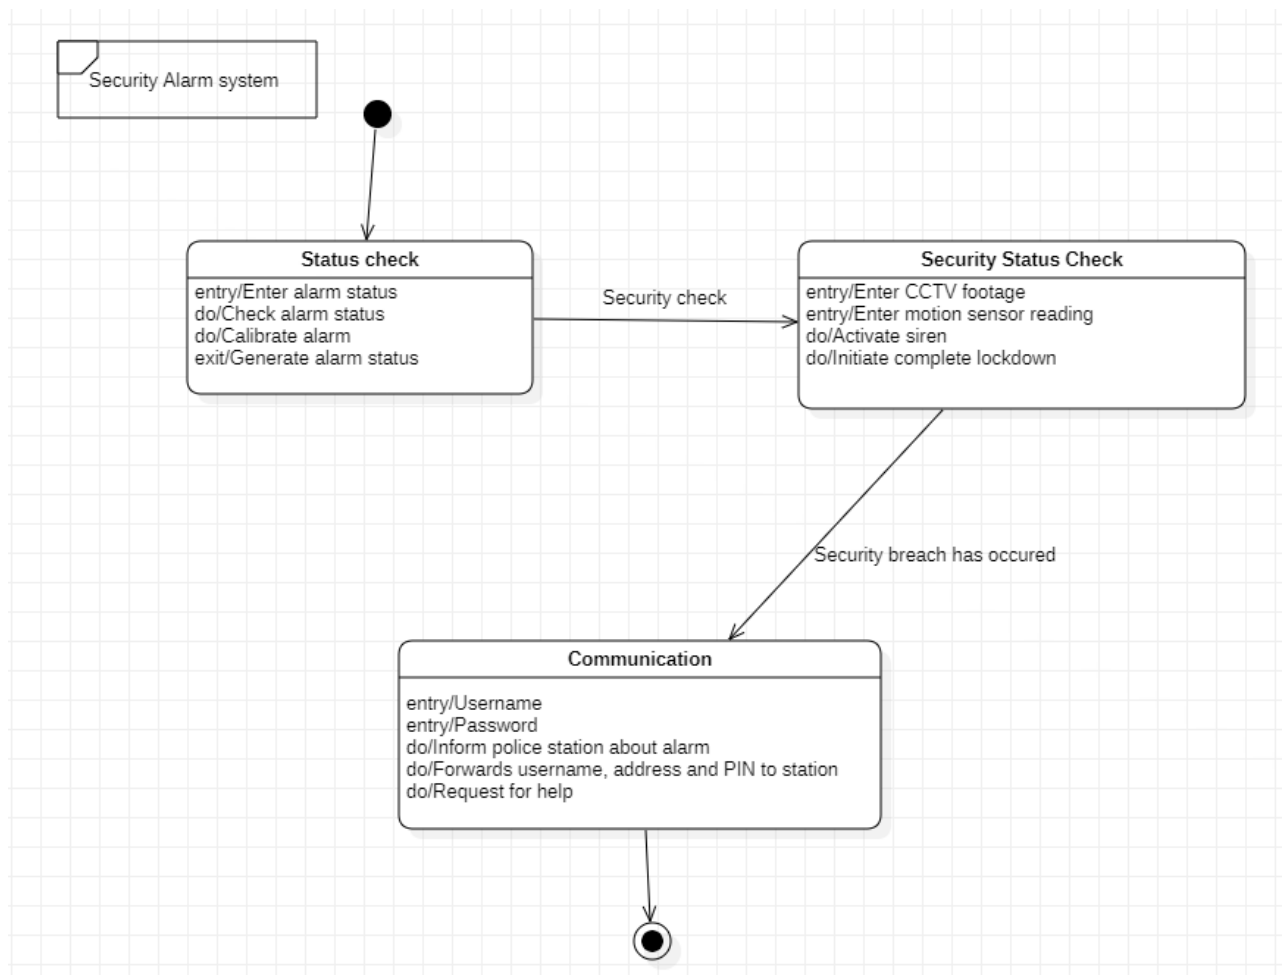 Security Alarm system
Status check
entry/Enter alarm status
do/Check alarm status
do/Calibrate alarm
exit/Generate alarm status
Security check
Security Status Check
entry/Enter CCTV footage
entry/Enter motion sensor reading
do/Activate siren
do/Initiate complete lockdown
Security breach has occured
Communication
entry/Username
entry/Password
do/Inform police station about alarm
do/Forwards username, address and PIN to station
do/Request for help